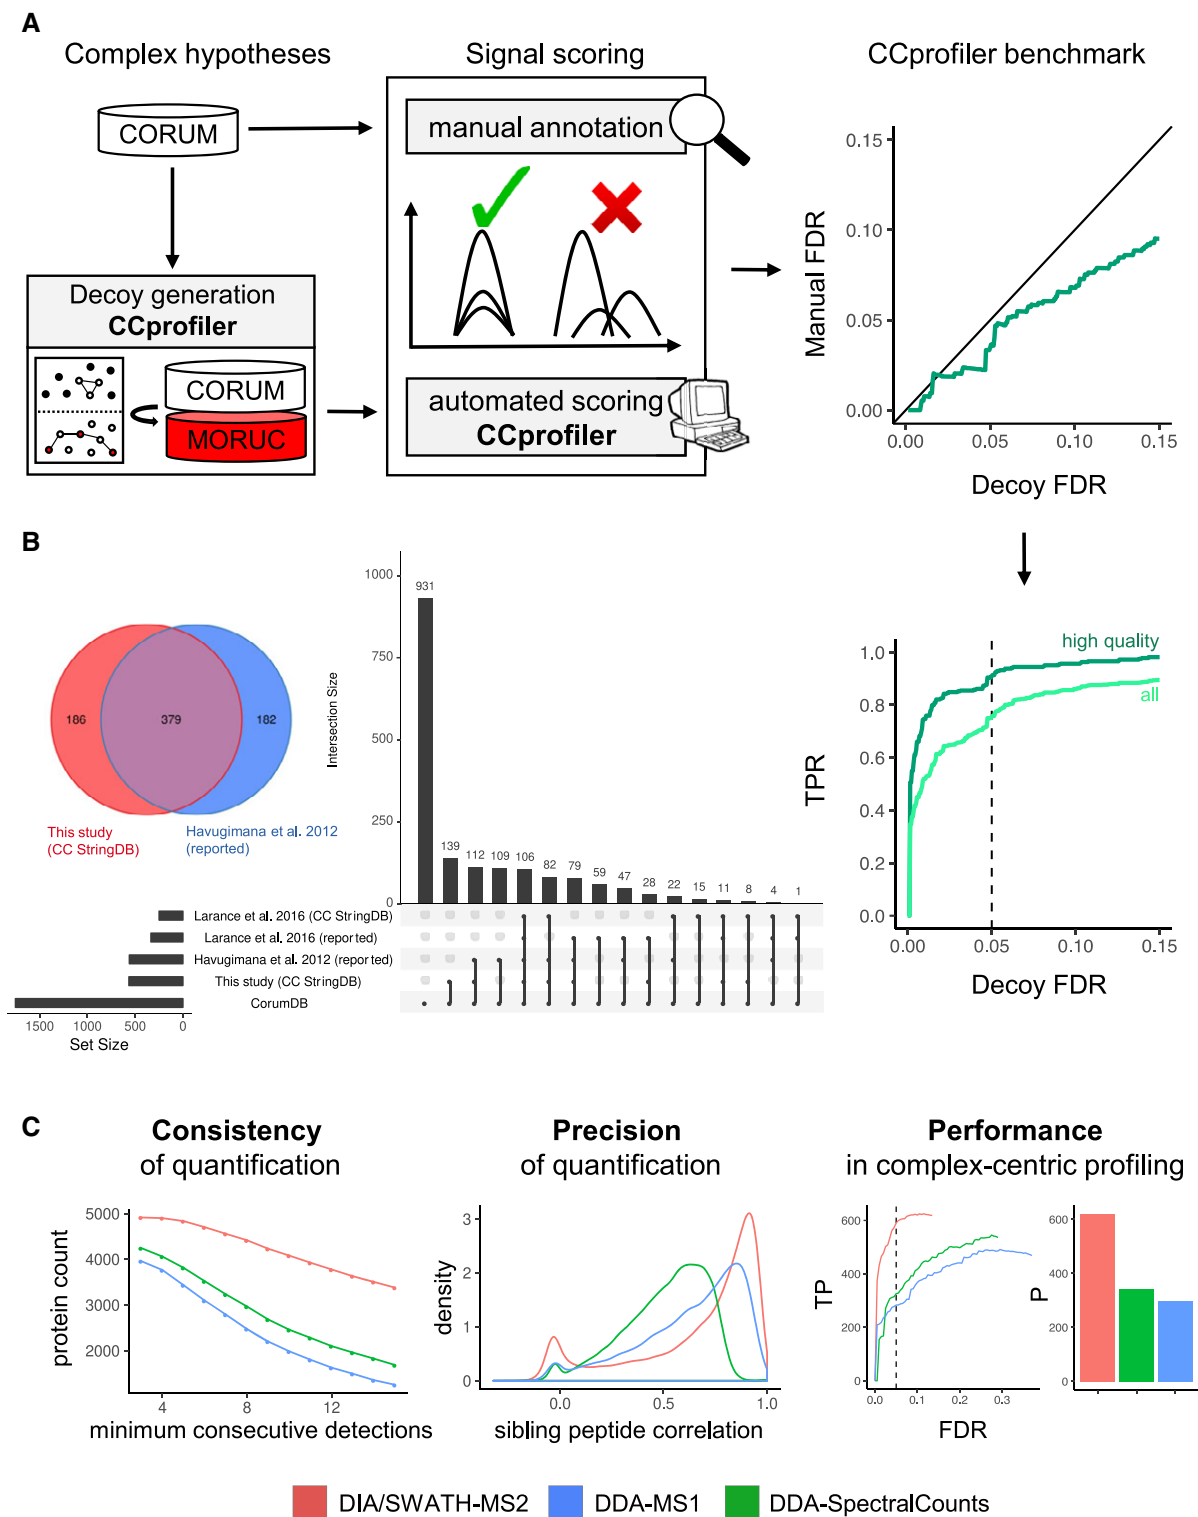 A
Complex hypotheses
Signal scoring
CCprofiler benchmark
CORUM
manual annotation
Decoy generation
CCprofiler
CORUM
MORUC
automated scoring
CCprofiler
Manual FDR
0.15
0.10
0.05
0.00
0.00 0.05 0.10 0.15
Decoy FDR
B
186
379
182
This study
(CC StringDB)
Havugimana et al. 2012
(reported)
Intersection Size
1000
750
500
250
0
931
139 112 109 106 82 79 59 47 28 22 15 11 8 4 1
Larance et al. 2016 (CC StringDB)
Larance et al. 2016 (reported)
Havugimana et al. 2012 (reported)
This study (CC StringDB)
CorumDB
1500 1000 500 0
Set Size
TPR
1.0
0.8
0.6
0.4
0.2
0.0
high quality
all
0.00 0.05 0.10 0.15
Decoy FDR
C
Consistency
of quantification
protein count
5000
4000
3000
2000
4 8 12
minimum consecutive detections
Precision
of quantification
density
3
2
1
0
0.0 0.5 1.0
sibling peptide correlation
Performance
in complex-centric profiling
TP
600
400
200
0
0.0 0.1 0.2 0.3
FDR
P
600
400
200
0
DIA/SWATH-MS2
DDA-MS1
DDA-SpectralCounts